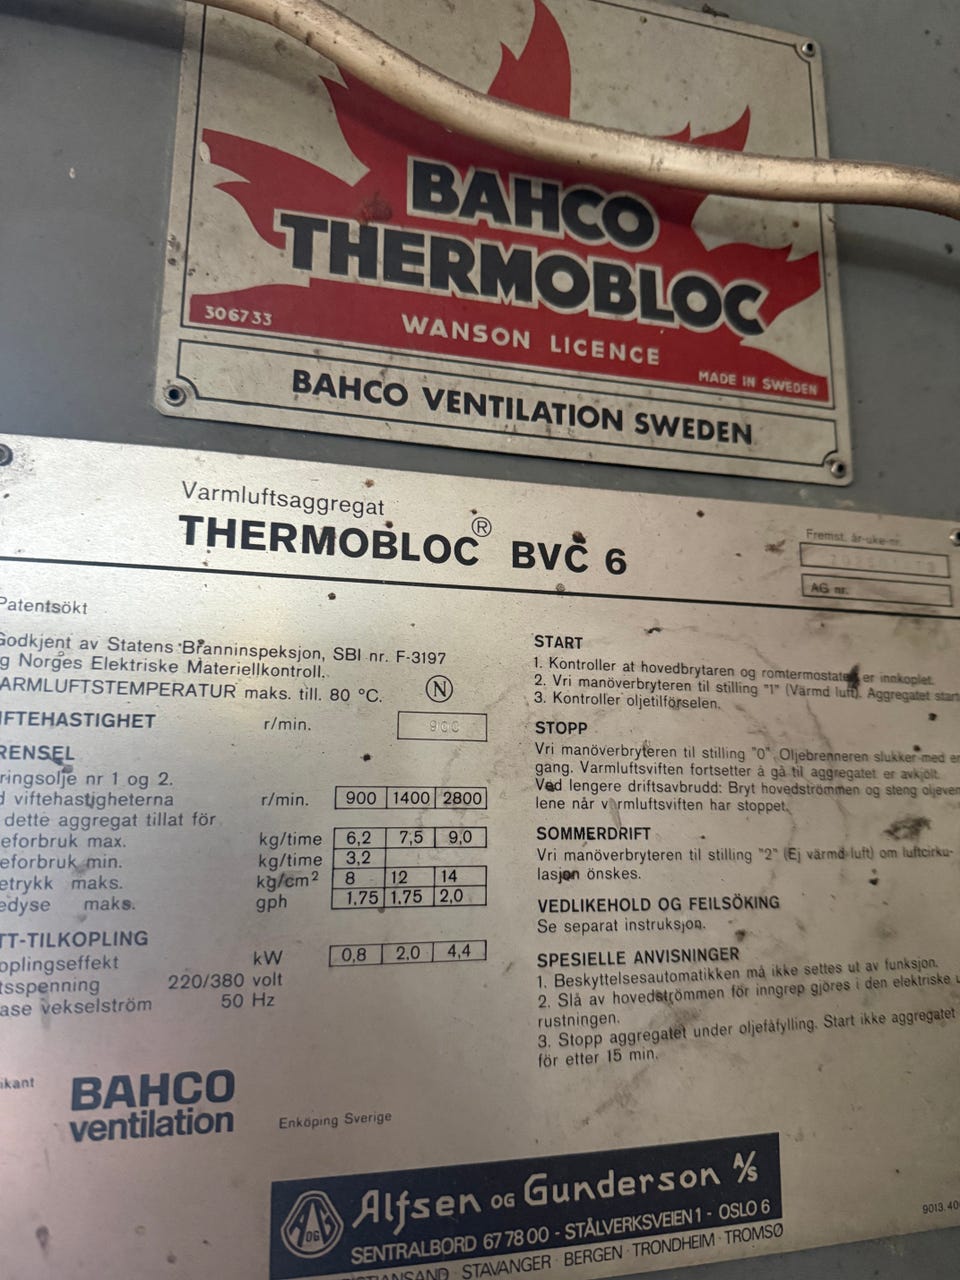 BAHCO
THERMOBLOC
306733
WANSON LICENCE
MADE IN SWEDEN
BAHCO VENTILATION SWEDEN
Varmluftsaggregat
THERMOBLOC® BVC 6
Fremst. år-uke-nr.
AG nr.
Patentsökt
Godkjent av Statens Branninspeksjon, SBI nr. F-3197
g Norges Elektriske Materiellkontroll.
ARMLUFTSTEMPERATUR maks. till. 80 °C.
N
IFTEHASTIGHET r/min. 900
RENSEL
ringsolje nr 1 og 2.
d viftehastigheterna r/min. 900 1400 2800
dette aggregat tillat for
eforbruk max. kg/time 6,2 7,5 9,0
eforbruk min. kg/time 3,2
etrykk maks. kg/cm² 8 12 14
edyse maks. gph 1,75 1,75 2,0
TT-TILKOPLING
oplingseffekt kW 0,8 2,0 4,4
tsspenning 220/380 volt
ase vekselström 50 Hz
START
1. Kontroller at hovedbrytaren og romtermostaten er innkoplet.
2. Vri manöverbryteren til stilling "1" (Värmd luft). Aggregatet start
3. Kontroller oljetilförselen.
STOPP
Vri manöverbryteren til stilling "0". Oljebrenneren slukker med e
gang. Varmluftsviften fortsetter å gå til aggregatet er avkjölt.
Ved lengere driftsavbrudd: Bryt hovedströmmen og steng oljeven
lene når varmluftsviften har stoppet.
SOMMERDRIFT
Vri manöverbryteren til stilling "2" (Ej värmd luft) om luftcirku-
lasjon önskes.
VEDLIKEHOLD OG FEILSÖKING
Se separat instruksjon.
SPESIELLE ANVISNINGER
1. Beskyttelsesautomatikken må ikke settes ut av funksjon.
2. Slå av hovedströmmen för inngrep gjöres i den elektriske u
rustningen.
3. Stopp aggregatet under oljefåfylling. Start ikke aggregatet
för etter 15 min.
ikant
BAHCO
ventilation
Enköping Sverige
AOGG
Alfsen OG Gunderson A/S
SENTRALBORD 67 78 00 - STÅLVERKSVEIEN 1 - OSLO 6
ISTIANSAND · STAVANGER · BERGEN · TRONDHEIM · TROMSØ
9013.40